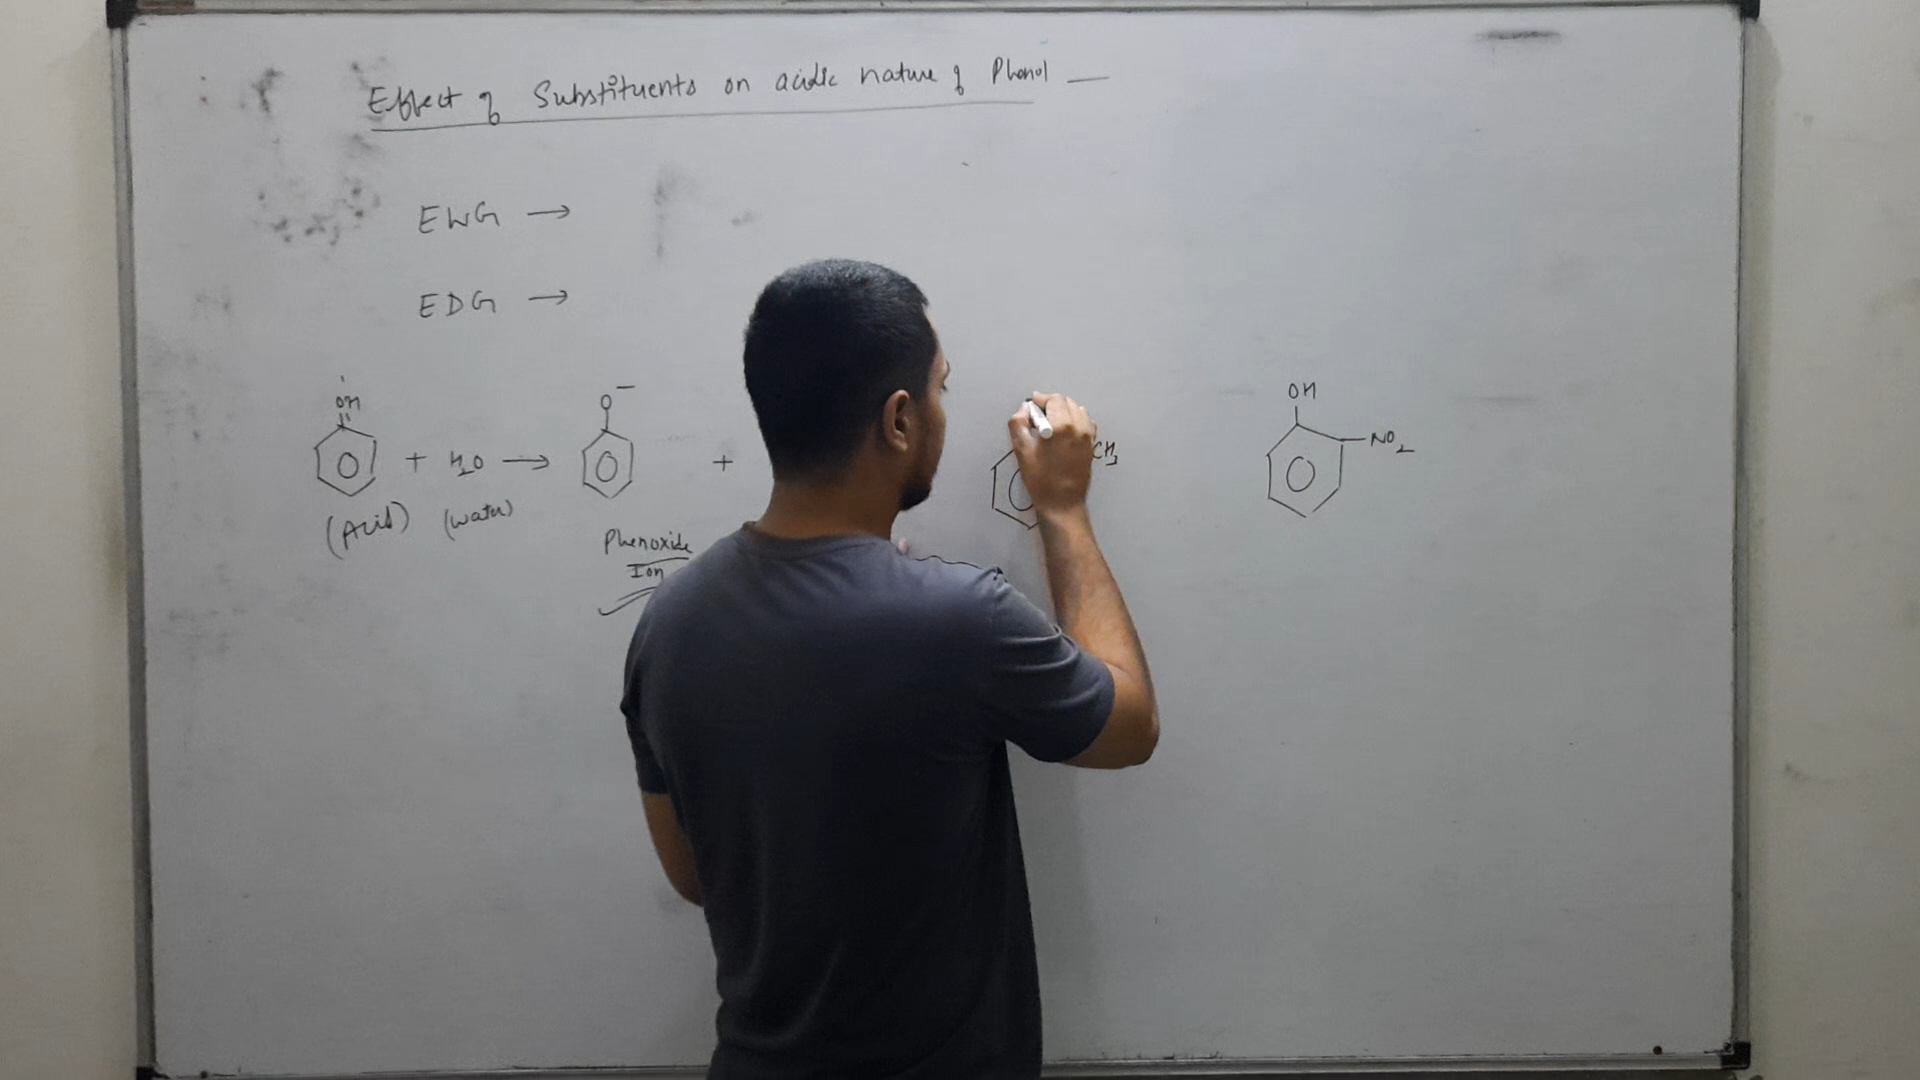 Effect of Substituents on acidic nature of Phenol —
EWG →
EDG →
OH
+ H2O →
O−
+
CH3
OH
NO2
(Acid) (water)
Phenoxide
Ion